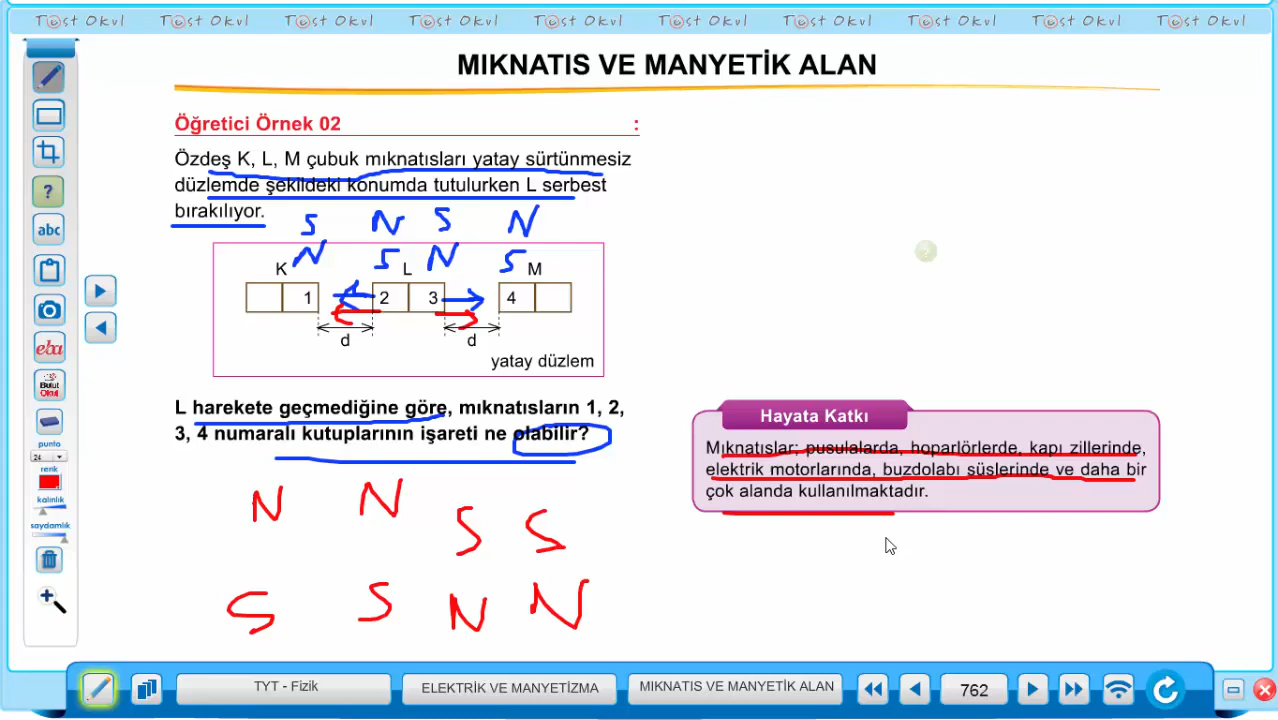 Test Okul Test Okul Test Okul Test Okul Test Okul Test Okul Test Okul Test Okul Test Okul Test Okul
MIKNATIS VE MANYETİK ALAN
Öğretici Örnek 02 :
Özdeş K, L, M çubuk mıknatısları yatay sürtünmesiz
düzlemde şekildeki konumda tutulurken L serbest
bırakılıyor.
S N S N
N S N S
K L M
1 2 3 4
d d
yatay düzlem
L harekete geçmediğine göre, mıknatısların 1, 2,
3, 4 numaralı kutuplarının işareti ne olabilir?
N N S S
S S N N
Hayata Katkı
Mıknatıslar; pusulalarda, hoparlörlerde, kapı zillerinde,
elektrik motorlarında, buzdolabı süslerinde ve daha bir
çok alanda kullanılmaktadır.
?
abc
eba
Bulut
Okul
punto
24
renk
kalınlık
saydamlık
?
TYT - Fizik
ELEKTRİK VE MANYETİZMA
MIKNATIS VE MANYETİK ALAN
762